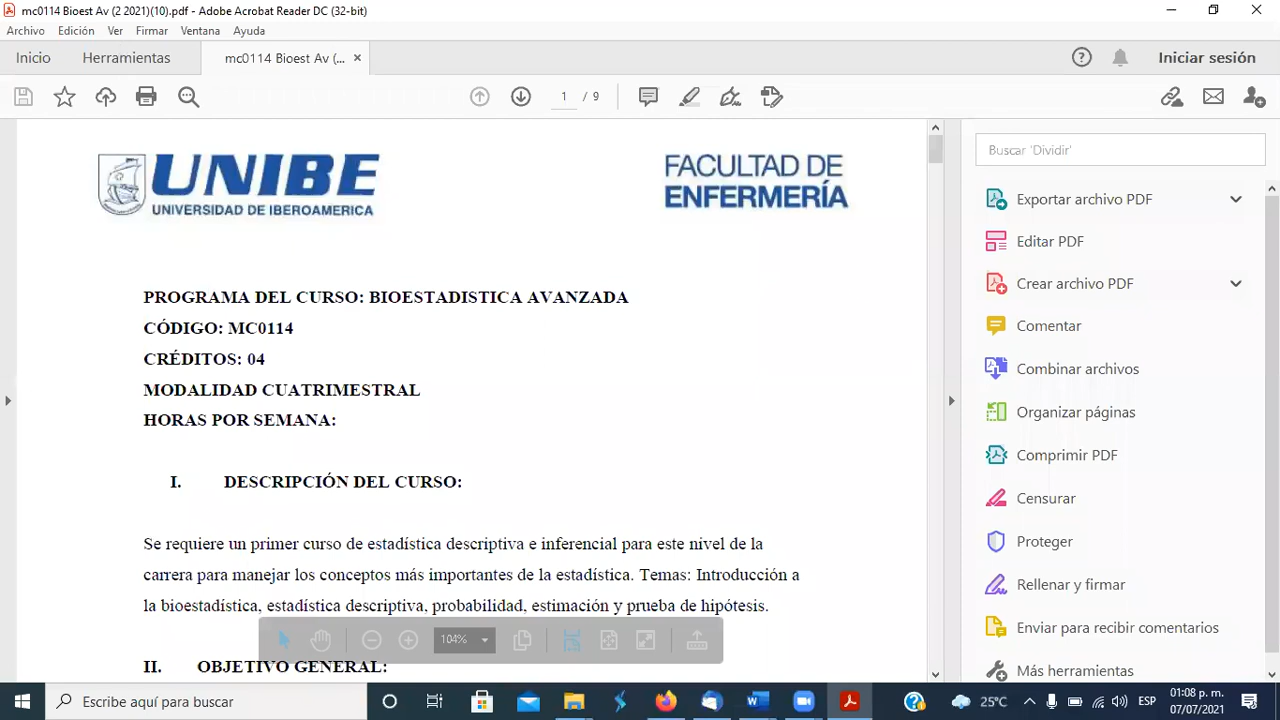 mc0114 Bioest Av (2 2021)(10).pdf - Adobe Acrobat Reader DC (32-bit)
Archivo Edición Ver Firmar Ventana Ayuda
Inicio Herramientas mc0114 Bioest Av (... × Iniciar sesión
1 / 9
UNIBE
UNIVERSIDAD DE IBEROAMERICA
FACULTAD DE
ENFERMERÍA
PROGRAMA DEL CURSO: BIOESTADISTICA AVANZADA
CÓDIGO: MC0114
CRÉDITOS: 04
MODALIDAD CUATRIMESTRAL
HORAS POR SEMANA:
I. DESCRIPCIÓN DEL CURSO:
Se requiere un primer curso de estadística descriptiva e inferencial para este nivel de la
carrera para manejar los conceptos más importantes de la estadística. Temas: Introducción a
la bioestadística, estadística descriptiva, probabilidad, estimación y prueba de hipótesis.
104%
II. OBJETIVO GENERAL:
Buscar 'Dividir'
Exportar archivo PDF
Editar PDF
Crear archivo PDF
Comentar
Combinar archivos
Organizar páginas
Comprimir PDF
Censurar
Proteger
Rellenar y firmar
Enviar para recibir comentarios
Más herramientas
Escribe aquí para buscar
25°C
ESP
01:08 p. m.
07/07/2021